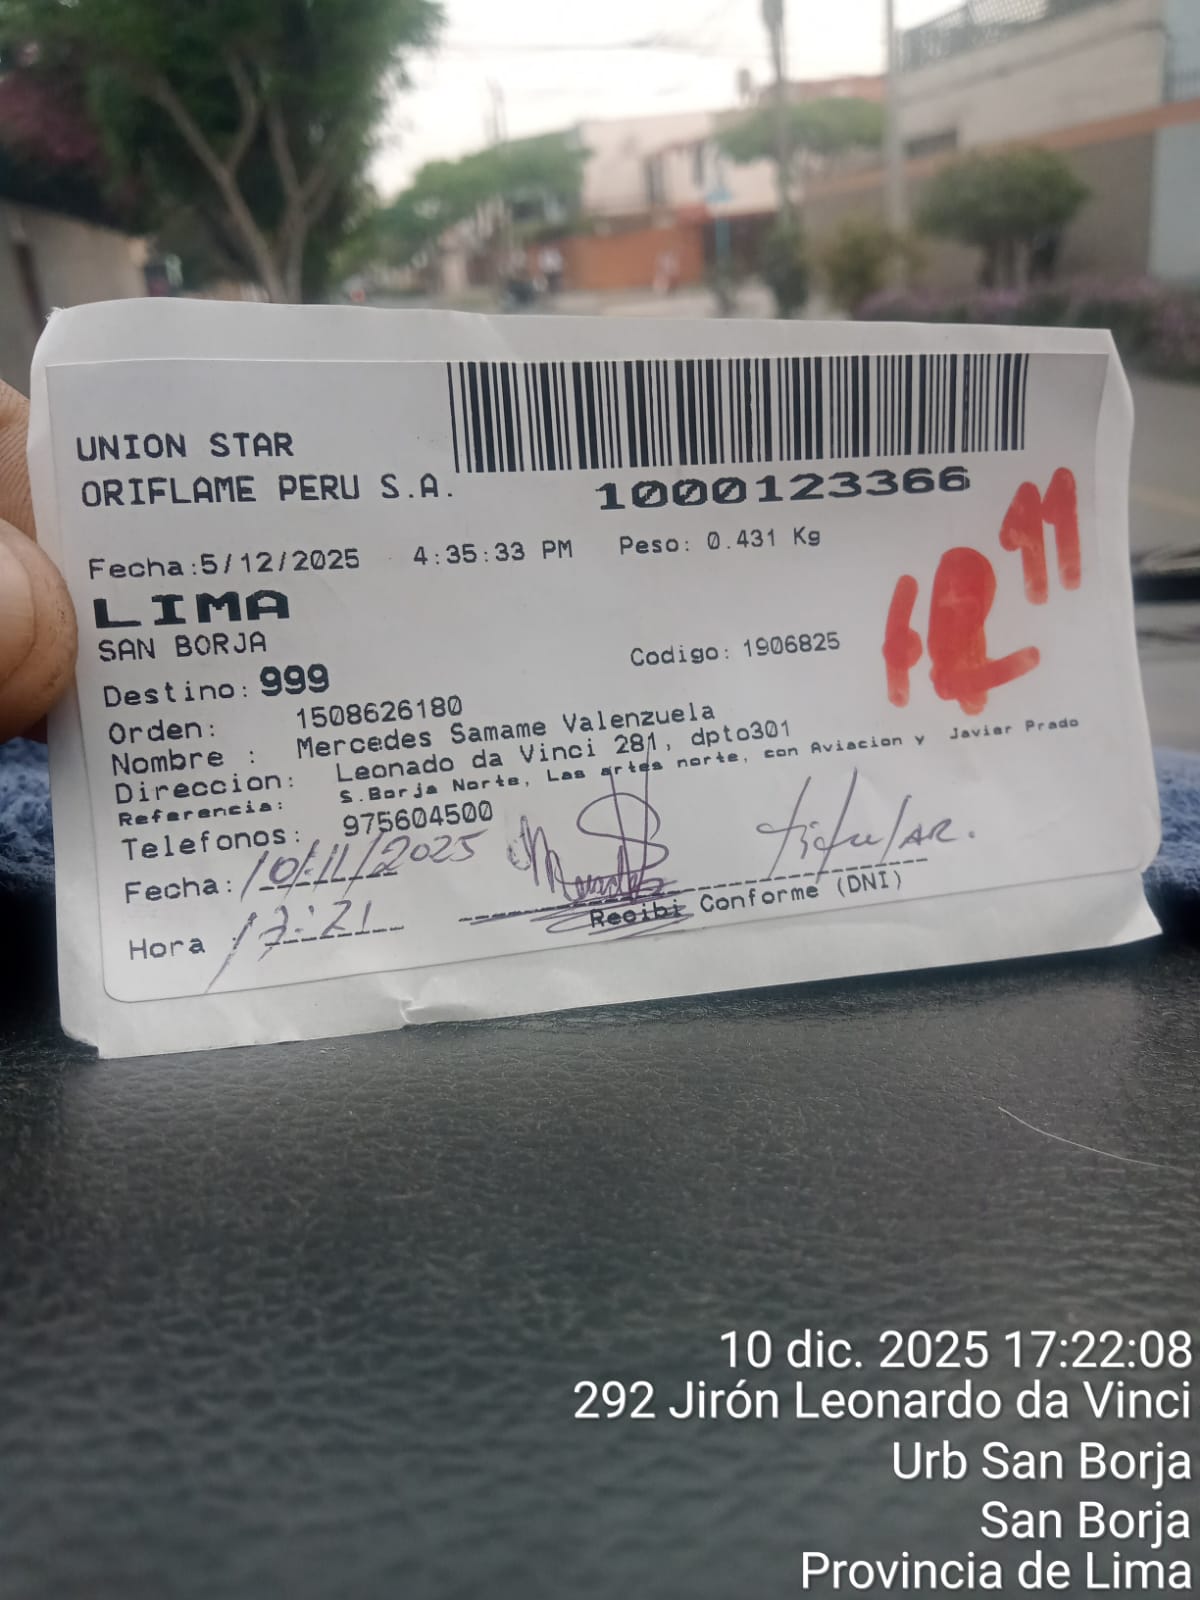 UNION STAR
ORIFLAME PERU S.A.
1000123366
Fecha:5/12/2025 4:35:33 PM Peso: 0.431 Kg
LIMA
SAN BORJA
Codigo: 1906825
Destino: 999
Orden: 1508626180
Nombre : Mercedes Samame Valenzuela
Direccion: Leonado da Vinci 281, dpto301
Referencia: S.Borja Norte, Las artes norte, con Aviacion y Javier Prado
Telefonos: 975604500
Fecha: 10/11/2025
titular.
Recibi Conforme (DNI)
Hora 17:21
10 dic. 2025 17:22:08
292 Jirón Leonardo da Vinci
Urb San Borja
San Borja
Provincia de Lima